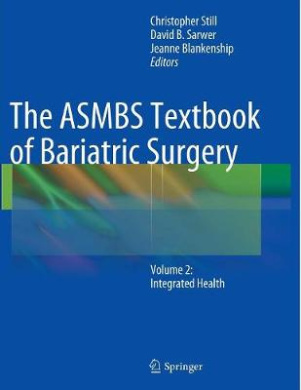 Christopher Still
David B. Sarwer
Jeanne Blankenship
Editors
The ASMBS Textbook
of Bariatric Surgery
Volume 2:
Integrated Health
Springer